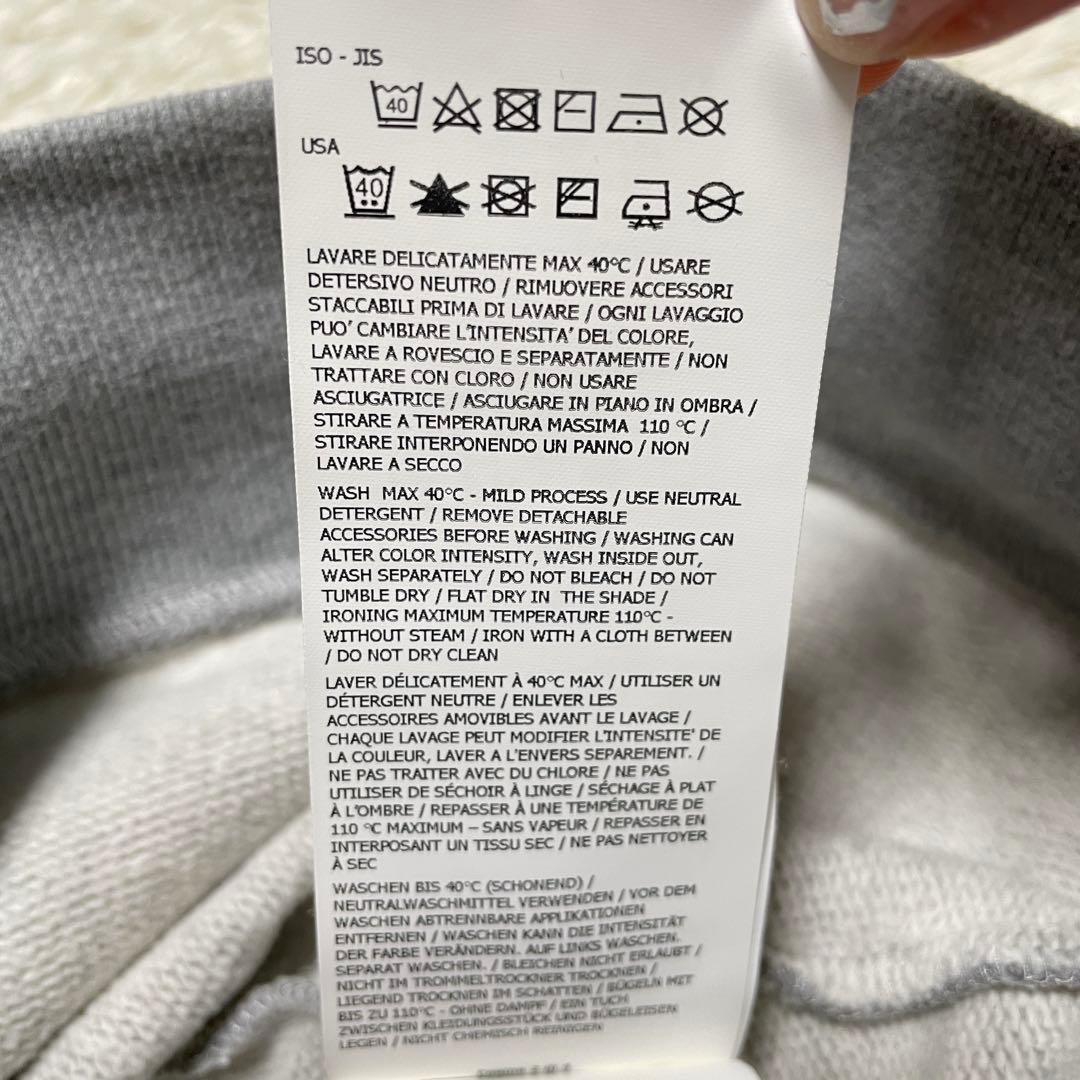 ISO - JIS
40
USA
40
LAVARE DELICATAMENTE MAX 40°C / USARE
DETERSIVO NEUTRO / RIMUOVERE ACCESSORI
STACCABILI PRIMA DI LAVARE / OGNI LAVAGGIO
PUO' CAMBIARE L'INTENSITA' DEL COLORE,
LAVARE A ROVESCIO E SEPARATAMENTE / NON
TRATTARE CON CLORO / NON USARE
ASCIUGATRICE / ASCIUGARE IN PIANO IN OMBRA /
STIRARE A TEMPERATURA MASSIMA 110 °C /
STIRARE INTERPONENDO UN PANNO / NON
LAVARE A SECCO
WASH MAX 40°C - MILD PROCESS / USE NEUTRAL
DETERGENT / REMOVE DETACHABLE
ACCESSORIES BEFORE WASHING / WASHING CAN
ALTER COLOR INTENSITY, WASH INSIDE OUT,
WASH SEPARATELY / DO NOT BLEACH / DO NOT
TUMBLE DRY / FLAT DRY IN THE SHADE /
IRONING MAXIMUM TEMPERATURE 110°C -
WITHOUT STEAM / IRON WITH A CLOTH BETWEEN
/ DO NOT DRY CLEAN
LAVER DÉLICATEMENT À 40°C MAX / UTILISER UN
DÉTERGENT NEUTRE / ENLEVER LES
ACCESSOIRES AMOVIBLES AVANT LE LAVAGE /
CHAQUE LAVAGE PEUT MODIFIER L'INTENSITE' DE
LA COULEUR, LAVER A L'ENVERS SEPAREMENT. /
NE PAS TRAITER AVEC DU CHLORE / NE PAS
UTILISER DE SÉCHOIR À LINGE / SÉCHAGE À PLAT
À L'OMBRE / REPASSER À UNE TEMPÉRATURE DE
110 °C MAXIMUM – SANS VAPEUR / REPASSER EN
INTERPOSANT UN TISSU SEC / NE PAS NETTOYER
À SEC
WASCHEN BIS 40°C (SCHONEND) /
NEUTRALWASCHMITTEL VERWENDEN / VOR DEM
WASCHEN ABTRENNBARE APPLIKATIONEN
ENTFERNEN / WASCHEN KANN DIE INTENSITÄT
DER FARBE VERÄNDERN. AUF LINKS WASCHEN.
SEPARAT WASCHEN. / BLEICHEN NICHT ERLAUBT /
NICHT IM TROMMELTROCKNER TROCKNEN /
LIEGEND TROCKNEN IM SCHATTEN / BÜGELN MIT
BIS ZU 110°C - OHNE DAMPF / EIN TUCH
ZWISCHEN KLEIDUNGSSTÜCK UND BÜGELEISEN
LEGEN / NICHT CHEMISCH REINIGEN